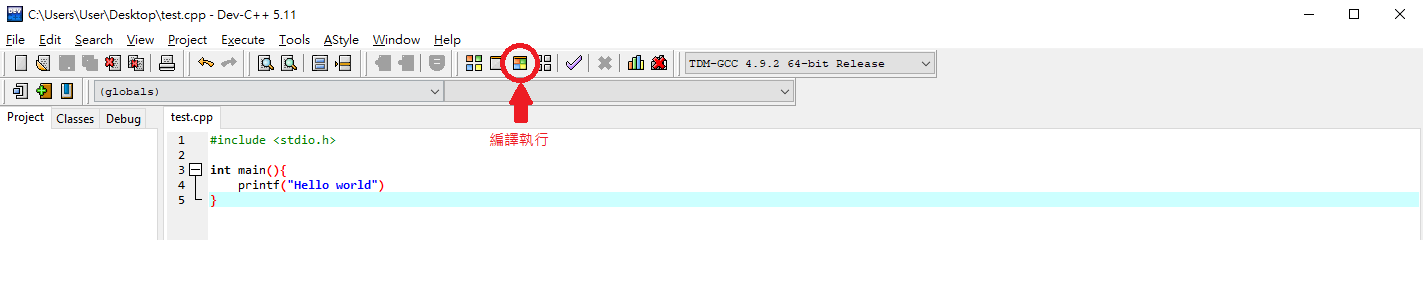 C:\Users\User\Desktop\test.cpp - Dev-C++ 5.11
File Edit Search View Project Execute Tools AStyle Window Help
TDM-GCC 4.9.2 64-bit Release
(globals)
Project Classes Debug test.cpp
1 #include <stdio.h>
編譯執行
2
3 int main(){
4 printf("Hello world")
5 }